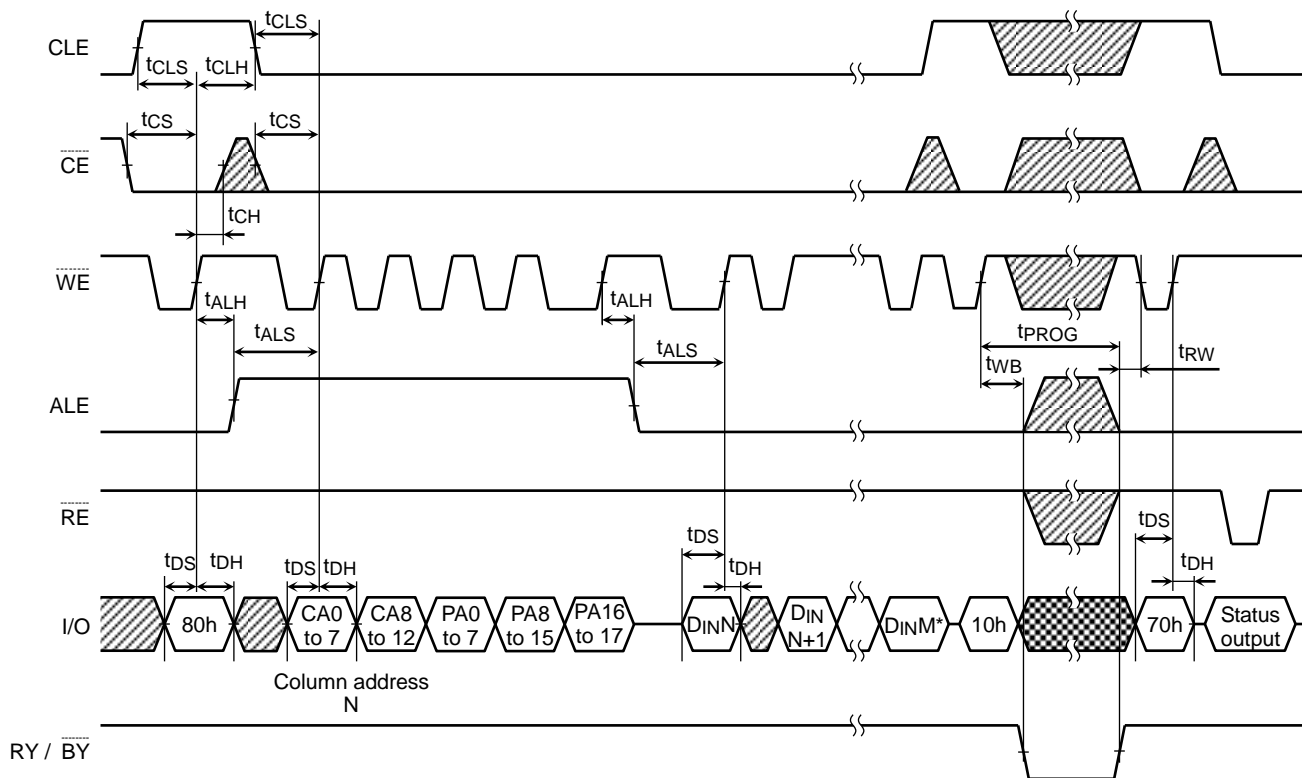 tCLS
CLE
tCLS tCLH
tCS tCS
CE
tCH
WE
tALH tALH
tALS tPROG
tALS tWB tRW
ALE
RE
tDS tDH tDS tDH tDS tDH tDS tDH
I/O 80h CA0 to 7 CA8 to 12 PA0 to 7 PA8 to 15 PA16 to 17 DINN DIN N+1 DINM* 10h 70h Status output
Column address
N
RY / BY